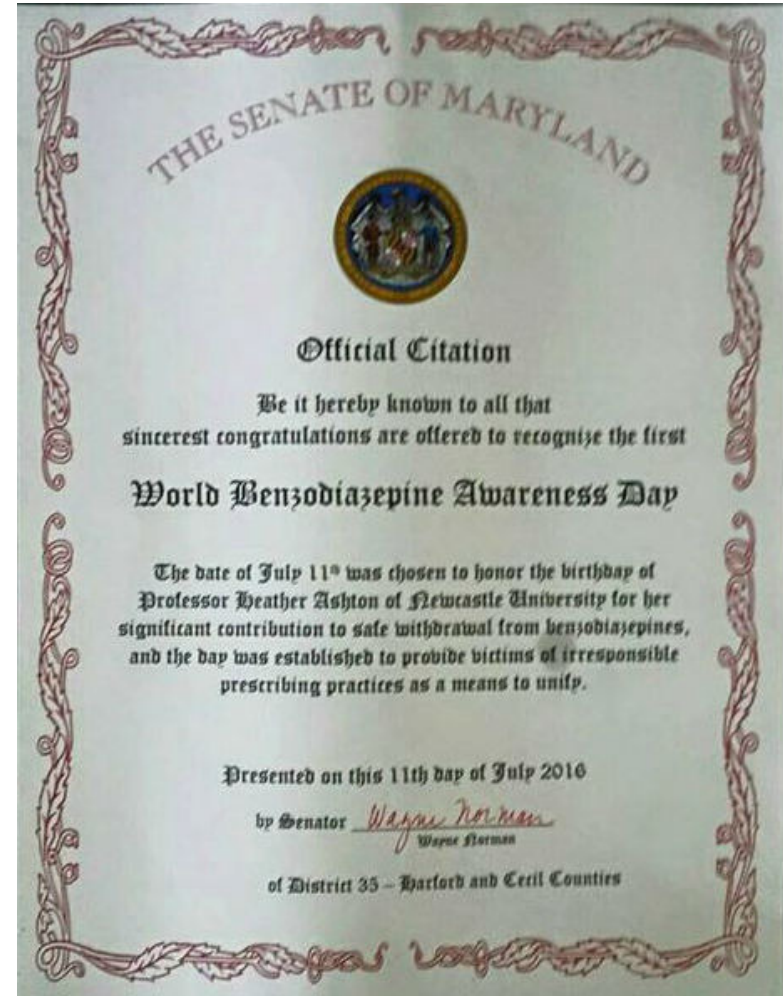 THE SENATE OF MARYLAND
Official Citation
Be it hereby known to all that
sincerest congratulations are offered to recognize the first
World Benzodiazepine Awareness Day
The date of July 11th was chosen to honor the birthday of
Professor Heather Ashton of Newcastle University for her
significant contribution to safe withdrawal from benzodiazepines,
and the day was established to provide victims of irresponsible
prescribing practices as a means to unify.
Presented on this 11th day of July 2016
by Senator Wayne Norman
Wayne Norman
of District 35 – Harford and Cecil Counties